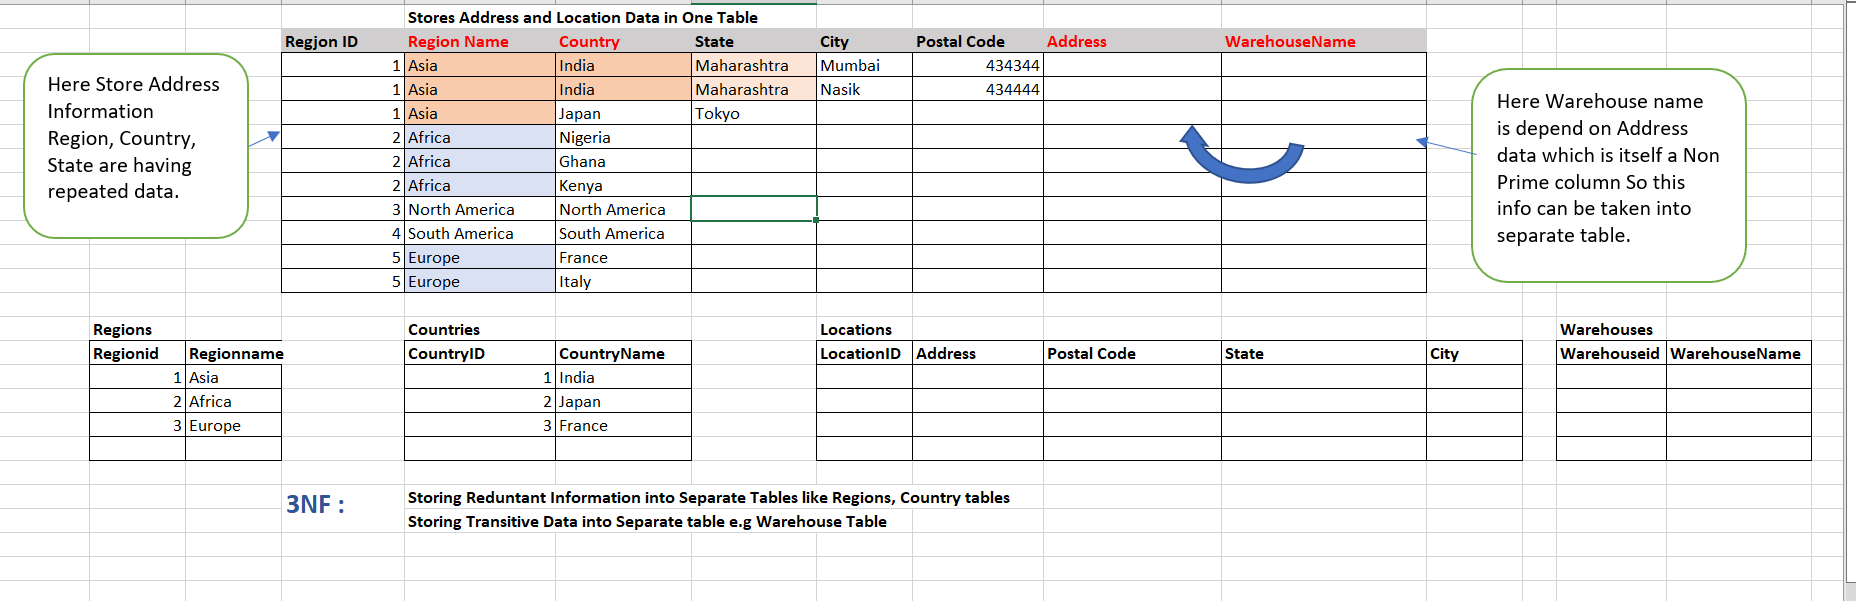 Stores Address and Location Data in One Table
Regjon ID Region Name Country State City Postal Code Address WarehouseName
1 Asia India Maharashtra Mumbai 434344
1 Asia India Maharashtra Nasik 434444
1 Asia Japan Tokyo
2 Africa Nigeria
2 Africa Ghana
2 Africa Kenya
3 North America North America
4 South America South America
5 Europe France
5 Europe Italy
Here Store Address
Information
Region, Country,
State are having
repeated data.
Here Warehouse name
is depend on Address
data which is itself a Non
Prime column So this
info can be taken into
separate table.
Regions
Regionid Regionname
1 Asia
2 Africa
3 Europe
Countries
CountryID CountryName
1 India
2 Japan
3 France
Locations
LocationID Address Postal Code State City
Warehouses
Warehouseid WarehouseName
3NF :
Storing Reduntant Information into Separate Tables like Regions, Country tables
Storing Transitive Data into Separate table e.g Warehouse Table